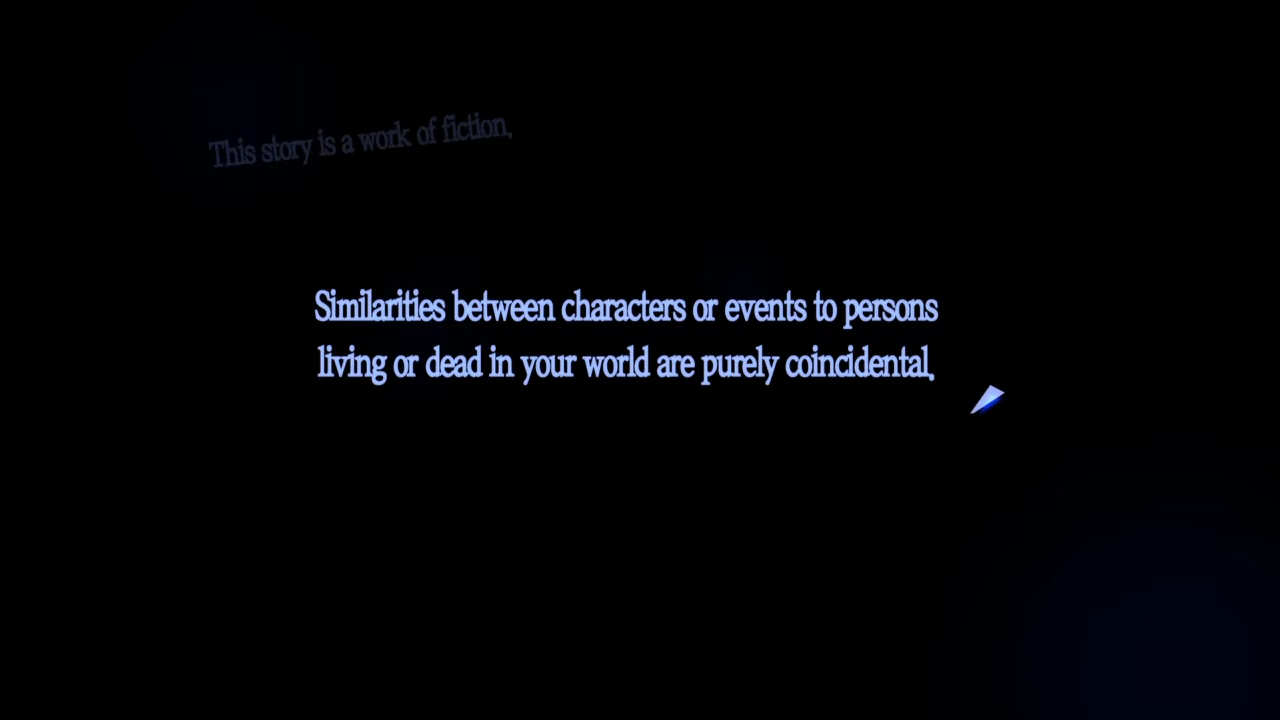 This story is a work of fiction.
Similarities between characters or events to persons
living or dead in your world are purely coincidental.